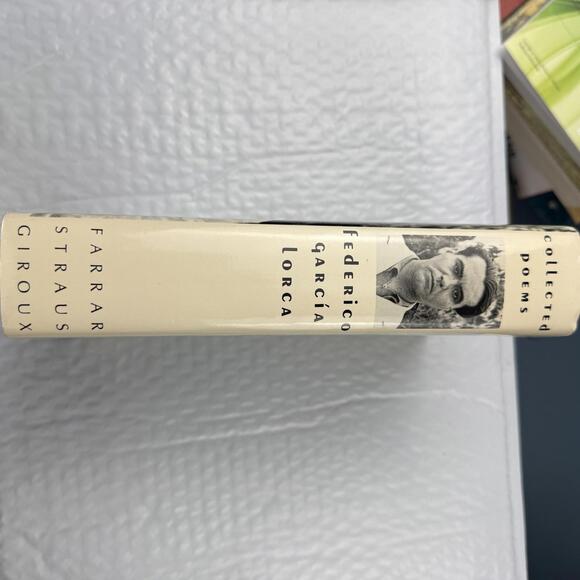 collected
POEMS
federico
garcía
lorca
FARRAR
STRAUS
GIROUX